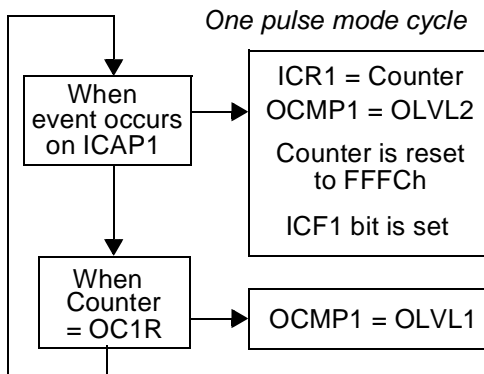 One pulse mode cycle
When
event occurs
on ICAP1
ICR1 = Counter
OCMP1 = OLVL2
Counter is reset
to FFFCh
ICF1 bit is set
When
Counter
= OC1R
OCMP1 = OLVL1